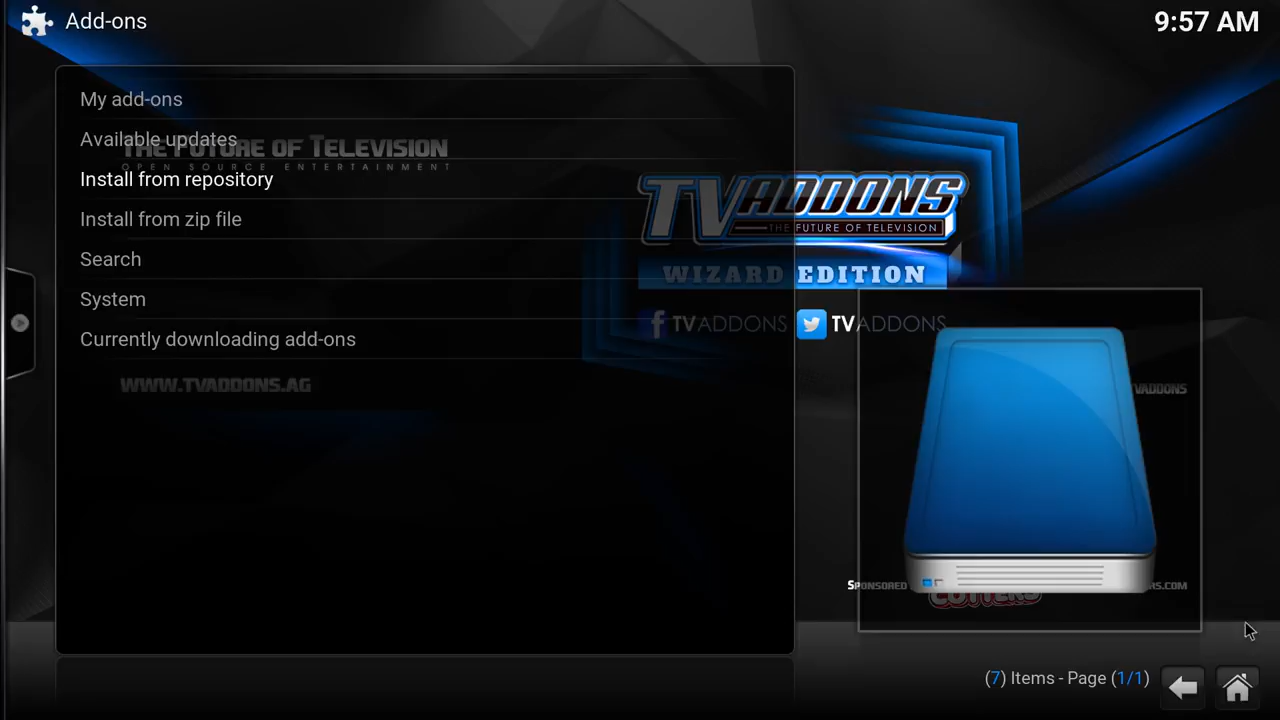 Add-ons
9:57 AM
My add-ons
Available updates
THE FUTURE OF TELEVISION
OPEN SOURCE ENTERTAINMENT
Install from repository
Install from zip file
Search
System
Currently downloading add-ons
WWW.TVADDONS.AG
TVADDONS
THE FUTURE OF TELEVISION
WIZARD EDITION
f TVADDONS TVADDONS
TVADDONS
SPONSORED
RS.COM
(7) Items - Page (1/1)